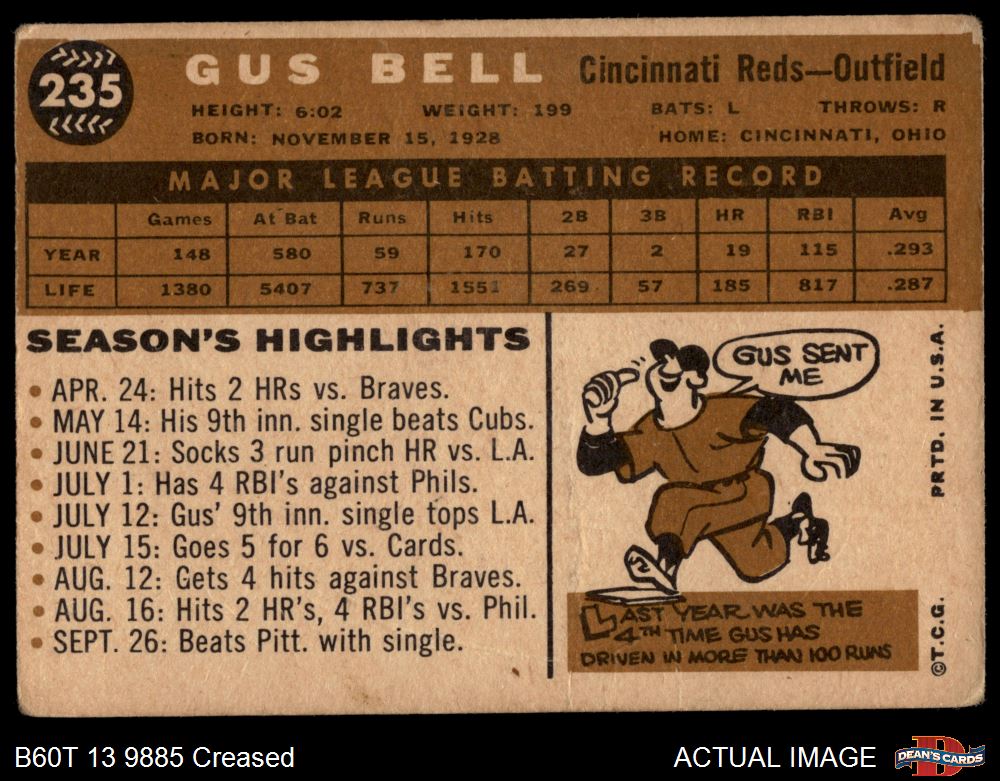 235
GUS BELL Cincinnati Reds—Outfield
HEIGHT: 6:02 WEIGHT: 199 BATS: L THROWS: R
BORN: NOVEMBER 15, 1928 HOME: CINCINNATI, OHIO
MAJOR LEAGUE BATTING RECORD
Games At Bat Runs Hits 2B 3B HR RBI Avg
YEAR 148 580 59 170 27 2 19 115 .293
LIFE 1380 5407 737 1551 269 57 185 817 .287
SEASON'S HIGHLIGHTS
• APR. 24: Hits 2 HRs vs. Braves.
• MAY 14: His 9th inn. single beats Cubs.
• JUNE 21: Socks 3 run pinch HR vs. L.A.
• JULY 1: Has 4 RBI's against Phils.
• JULY 12: Gus' 9th inn. single tops L.A.
• JULY 15: Goes 5 for 6 vs. Cards.
• AUG. 12: Gets 4 hits against Braves.
• AUG. 16: Hits 2 HR's, 4 RBI's vs. Phil.
• SEPT. 26: Beats Pitt. with single.
GUS SENT
ME
LAST YEAR WAS THE
4TH TIME GUS HAS
DRIVEN IN MORE THAN 100 RUNS
©T.C.G. PRTD. IN U.S.A.
B60T 13 9885 Creased
ACTUAL IMAGE
DEAN'S CARDS